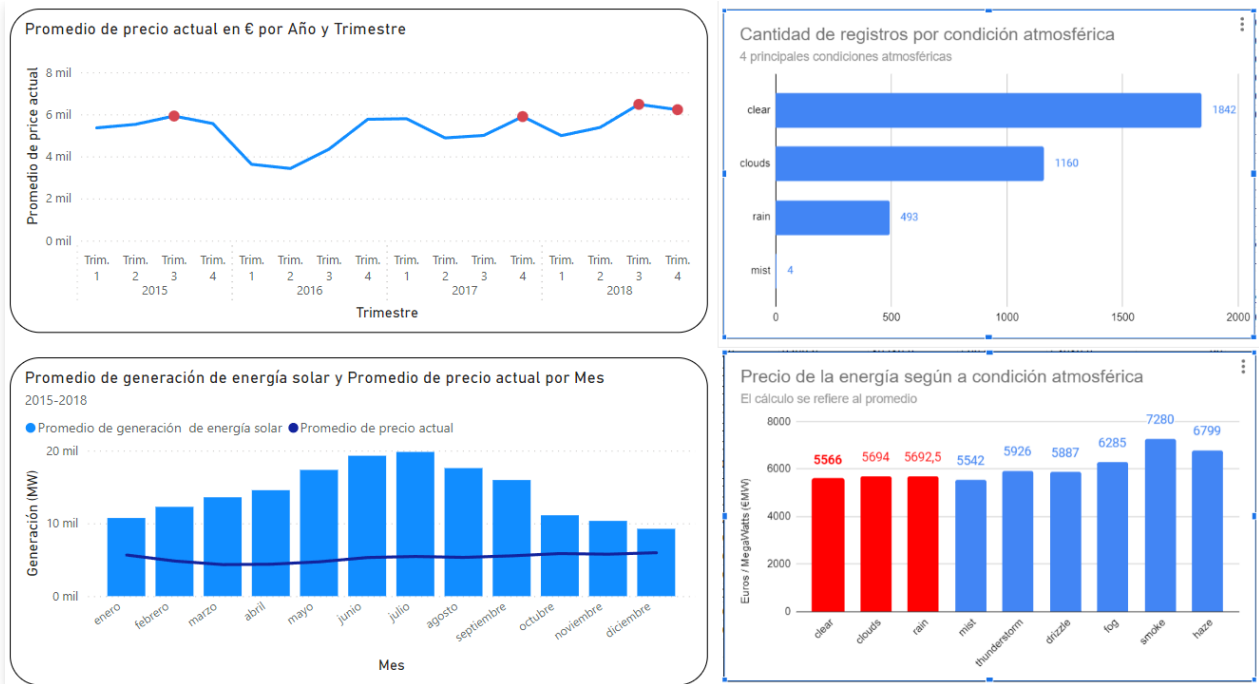 Promedio de precio actual en € por Año y Trimestre
Promedio de price actual
8 mil
6 mil
4 mil
2 mil
0 mil
Trim. 1 Trim. 2 Trim. 3 Trim. 4 Trim. 1 Trim. 2 Trim. 3 Trim. 4 Trim. 1 Trim. 2 Trim. 3 Trim. 4 Trim. 1 Trim. 2 Trim. 3 Trim. 4
2015 2016 2017 2018
Trimestre
Cantidad de registros por condición atmosférica
4 principales condiciones atmosféricas
clear 1842
clouds 1160
rain 493
mist 4
0 500 1000 1500 2000
Promedio de generación de energía solar y Promedio de precio actual por Mes
2015-2018
Promedio de generación de energía solar Promedio de precio actual
Generación (MW)
20 mil
10 mil
0 mil
enero febrero marzo abril mayo junio julio agosto septiembre octubre noviembre diciembre
Mes
Precio de la energía según a condición atmosférica
El cálculo se refiere al promedio
Euros / MegaWatts (€MW)
8000
6000
4000
2000
0
5566 5694 5692,5 5542 5926 5887 6285 7280 6799
clear clouds rain mist thunderstorm drizzle fog smoke haze